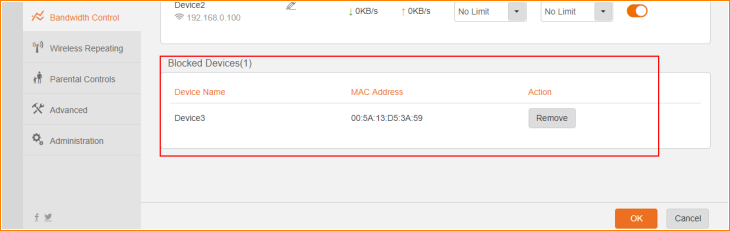 Bandwidth Control
Wireless Repeating
Parental Controls
Advanced
Administration
Device2
192.168.0.100
↓ 0KB/s ↑ 0KB/s No Limit No Limit
Blocked Devices(1)
Device Name MAC Address Action
Device3 00:5A:13:D5:3A:59 Remove
OK Cancel